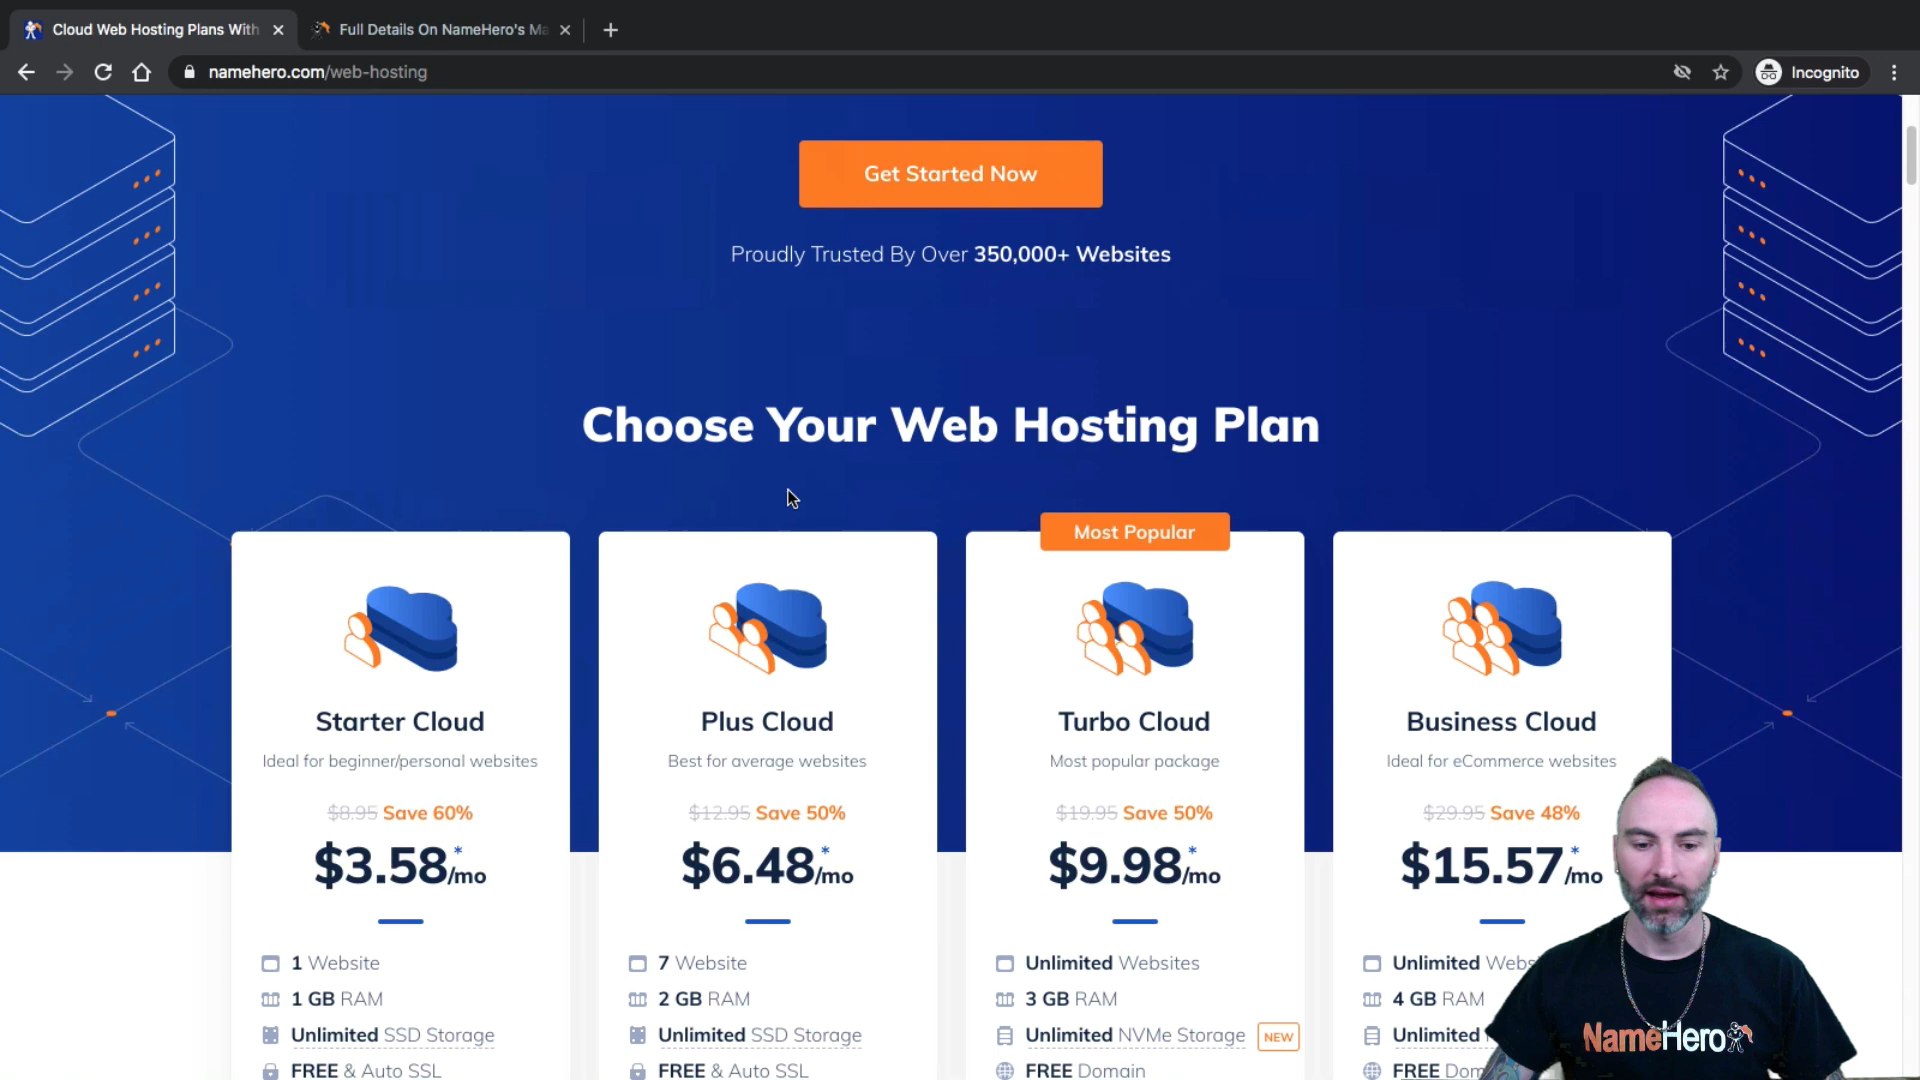 Cloud Web Hosting Plans With
Full Details On NameHero's Ma
namehero.com/web-hosting
Incognito
Get Started Now
Proudly Trusted By Over 350,000+ Websites
Choose Your Web Hosting Plan
Most Popular
Starter Cloud
Ideal for beginner/personal websites
$8.95 Save 60%
$3.58*/mo
1 Website
1 GB RAM
Unlimited SSD Storage
FREE & Auto SSL
Plus Cloud
Best for average websites
$12.95 Save 50%
$6.48*/mo
7 Website
2 GB RAM
Unlimited SSD Storage
FREE & Auto SSL
Turbo Cloud
Most popular package
$19.95 Save 50%
$9.98*/mo
Unlimited Websites
3 GB RAM
Unlimited NVMe Storage NEW
FREE Domain
Business Cloud
Ideal for eCommerce websites
$29.95 Save 48%
$15.57*/mo
Unlimited Webs
4 GB RAM
Unlimited
FREE Dom
NameHero